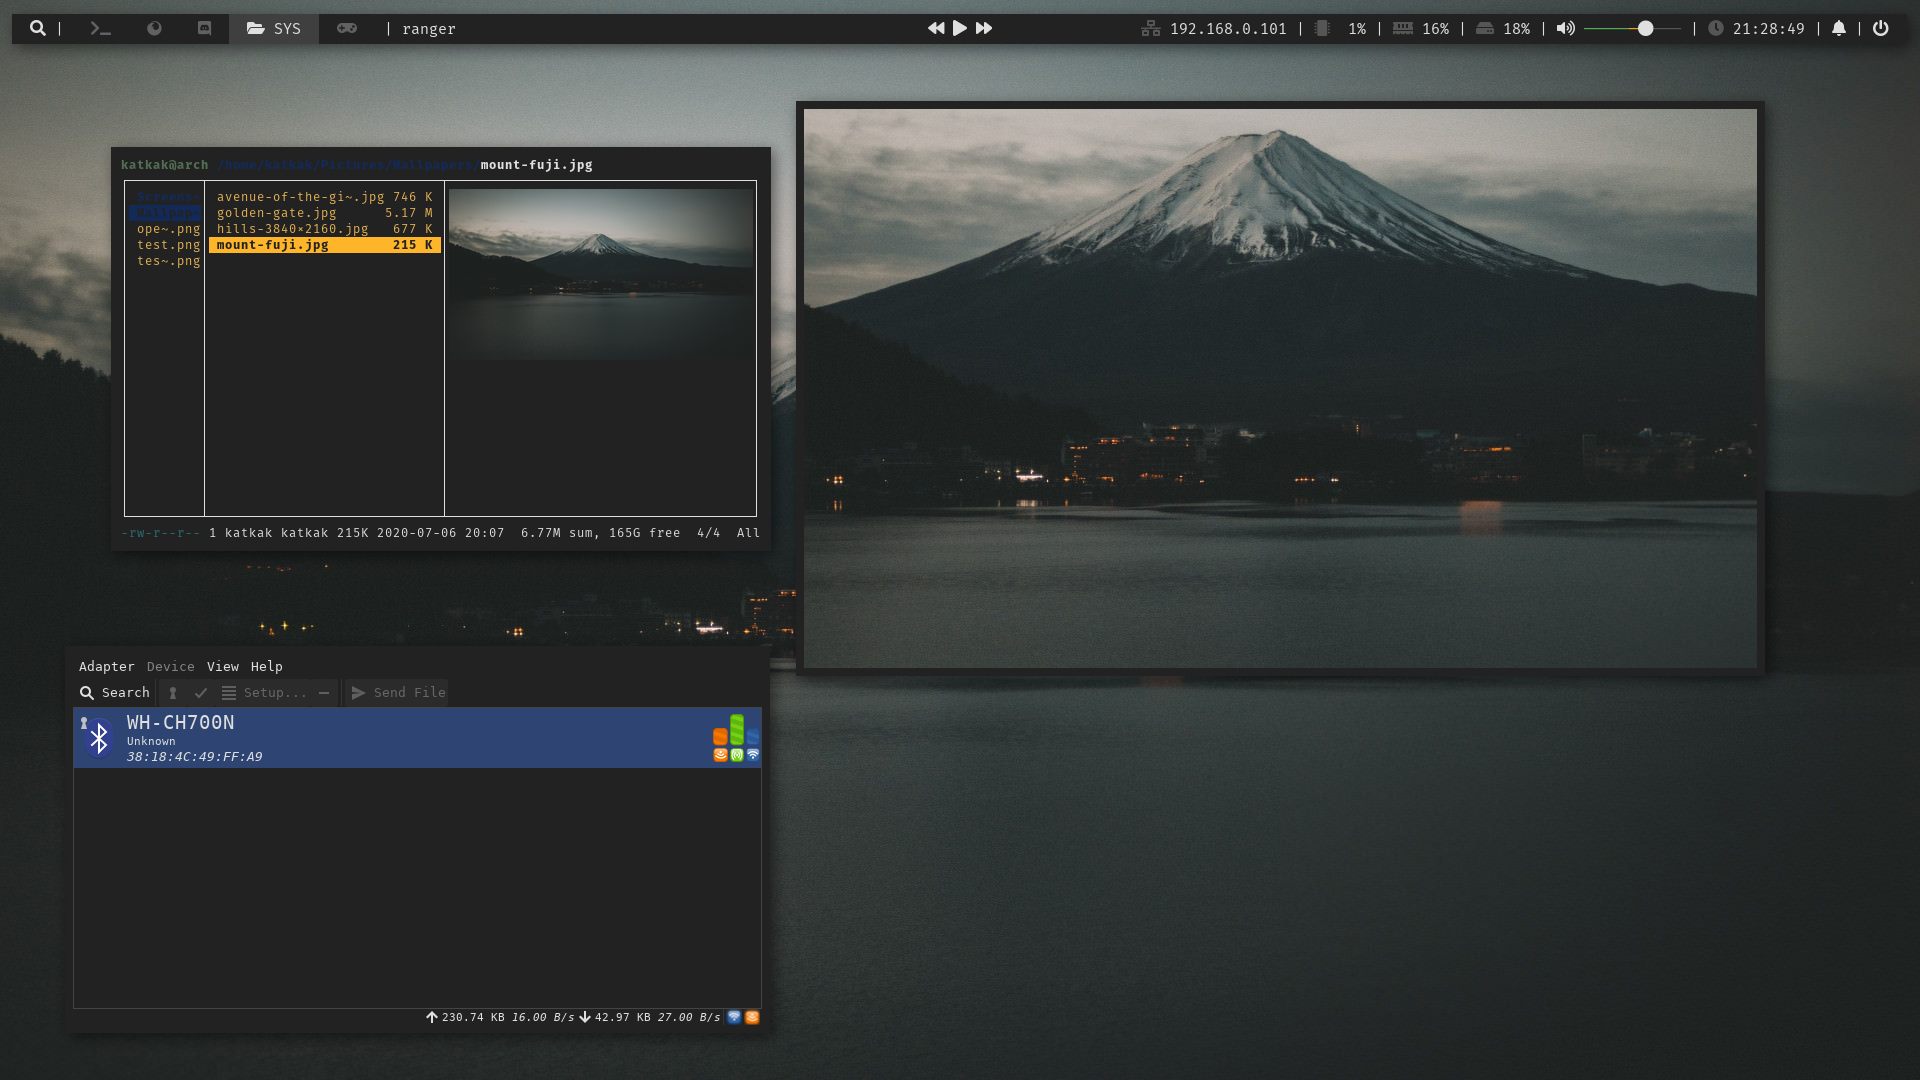 | SYS | ranger
192.168.0.101 | 1% | 16% | 18% | | 21:28:49 | |
katkak@arch /home/katkak/Pictures/Wallpapers/mount-fuji.jpg
avenue-of-the-gi~.jpg 746 K
golden-gate.jpg 5.17 M
ope~.png hills-3840×2160.jpg 677 K
test.png mount-fuji.jpg 215 K
tes~.png
-rw-r--r-- 1 katkak katkak 215K 2020-07-06 20:07 6.77M sum, 165G free 4/4 All
Adapter Device View Help
Search Setup... Send File
WH-CH700N
Unknown
38:18:4C:49:FF:A9
230.74 KB 16.00 B/s 42.97 KB 27.00 B/s